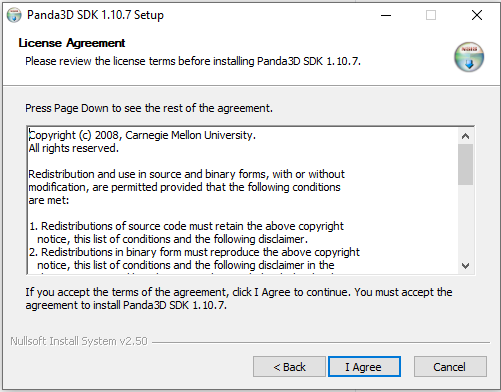 Panda3D SDK 1.10.7 Setup
License Agreement
Please review the license terms before installing Panda3D SDK 1.10.7.
Press Page Down to see the rest of the agreement.
Copyright (c) 2008, Carnegie Mellon University.
All rights reserved.
Redistribution and use in source and binary forms, with or without
modification, are permitted provided that the following conditions
are met:
1. Redistributions of source code must retain the above copyright
notice, this list of conditions and the following disclaimer.
2. Redistributions in binary form must reproduce the above copyright
notice, this list of conditions and the following disclaimer in the
If you accept the terms of the agreement, click I Agree to continue. You must accept the
agreement to install Panda3D SDK 1.10.7.
Nullsoft Install System v2.50
< Back
I Agree
Cancel